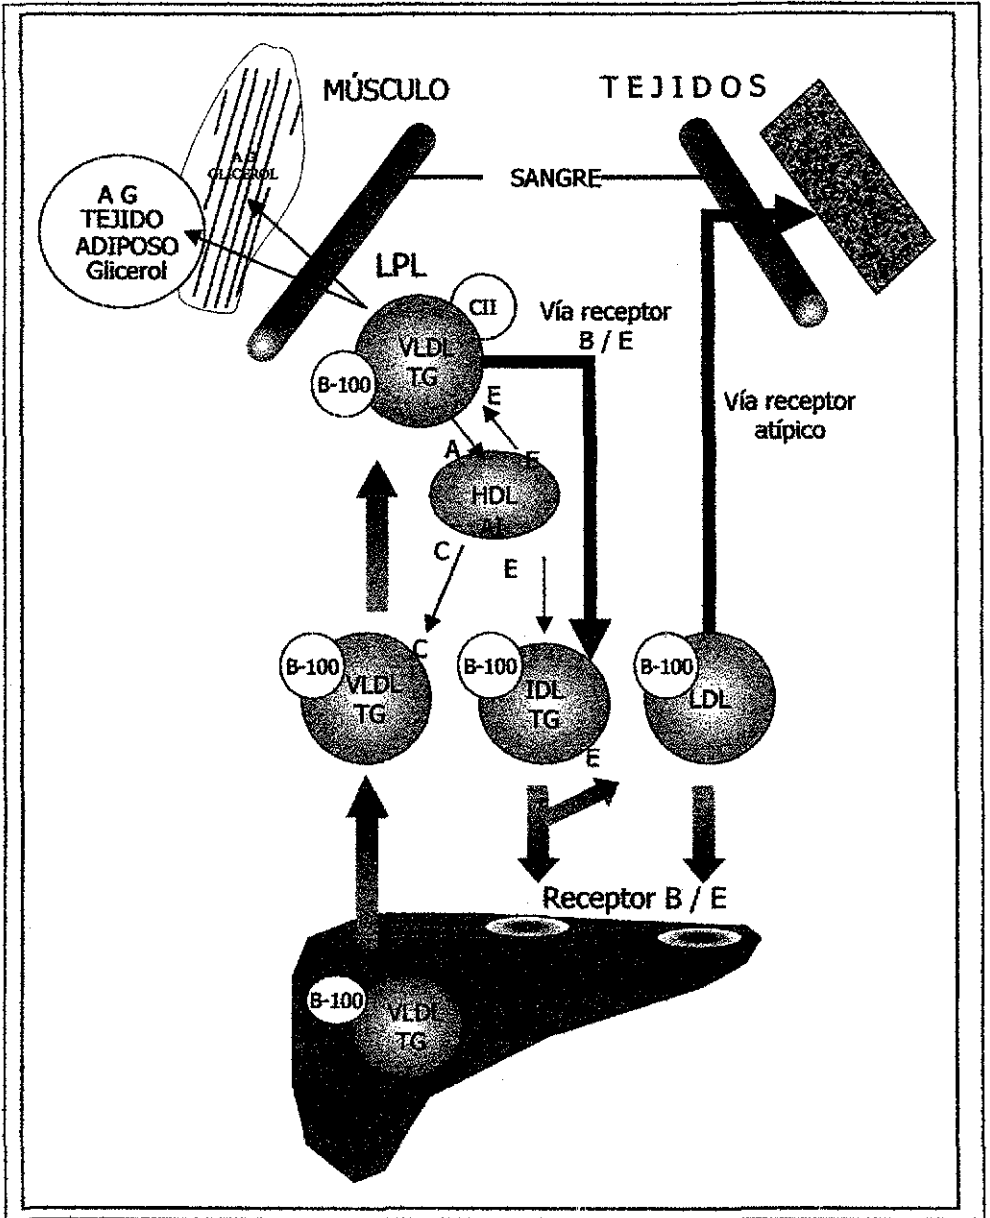 MÚSCULO
TEJIDOS
A G
GLICEROL
SANGRE
A G
TEJIDO
ADIPOSO
Glicerol
LPL
CII
Vía receptor
B / E
VLDL
TG
B-100
E
Vía receptor
atípico
A
E
HDL
AI
C
E
C
B-100
VLDL
TG
B-100
IDL
TG
E
B-100
LDL
Receptor B / E
B-100
VLDL
TG